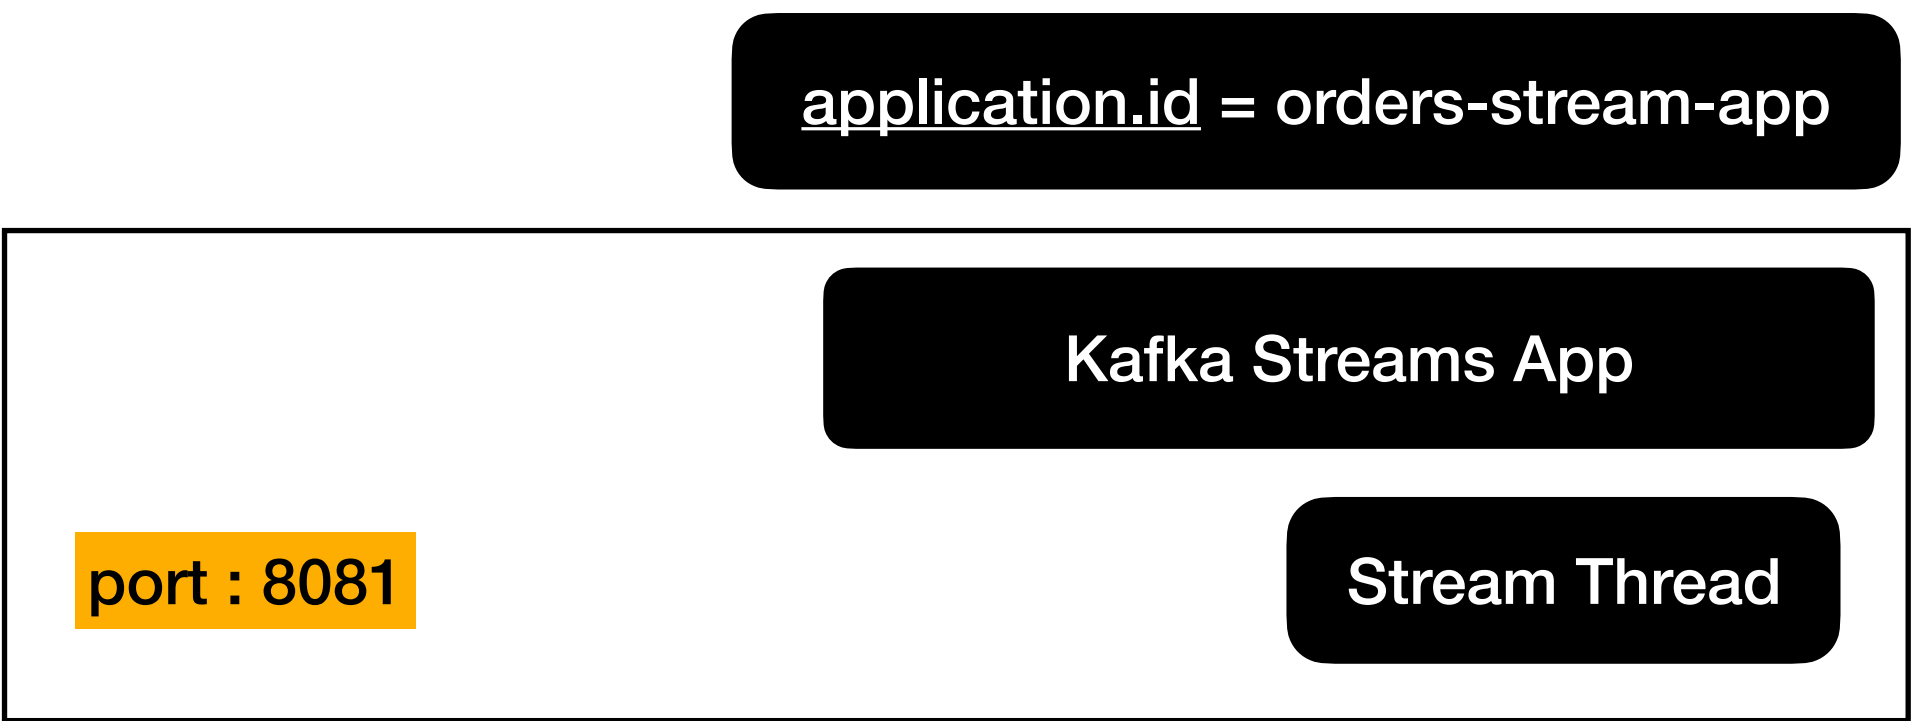 application.id = orders-stream-app
Kafka Streams App
port : 8081
Stream Thread